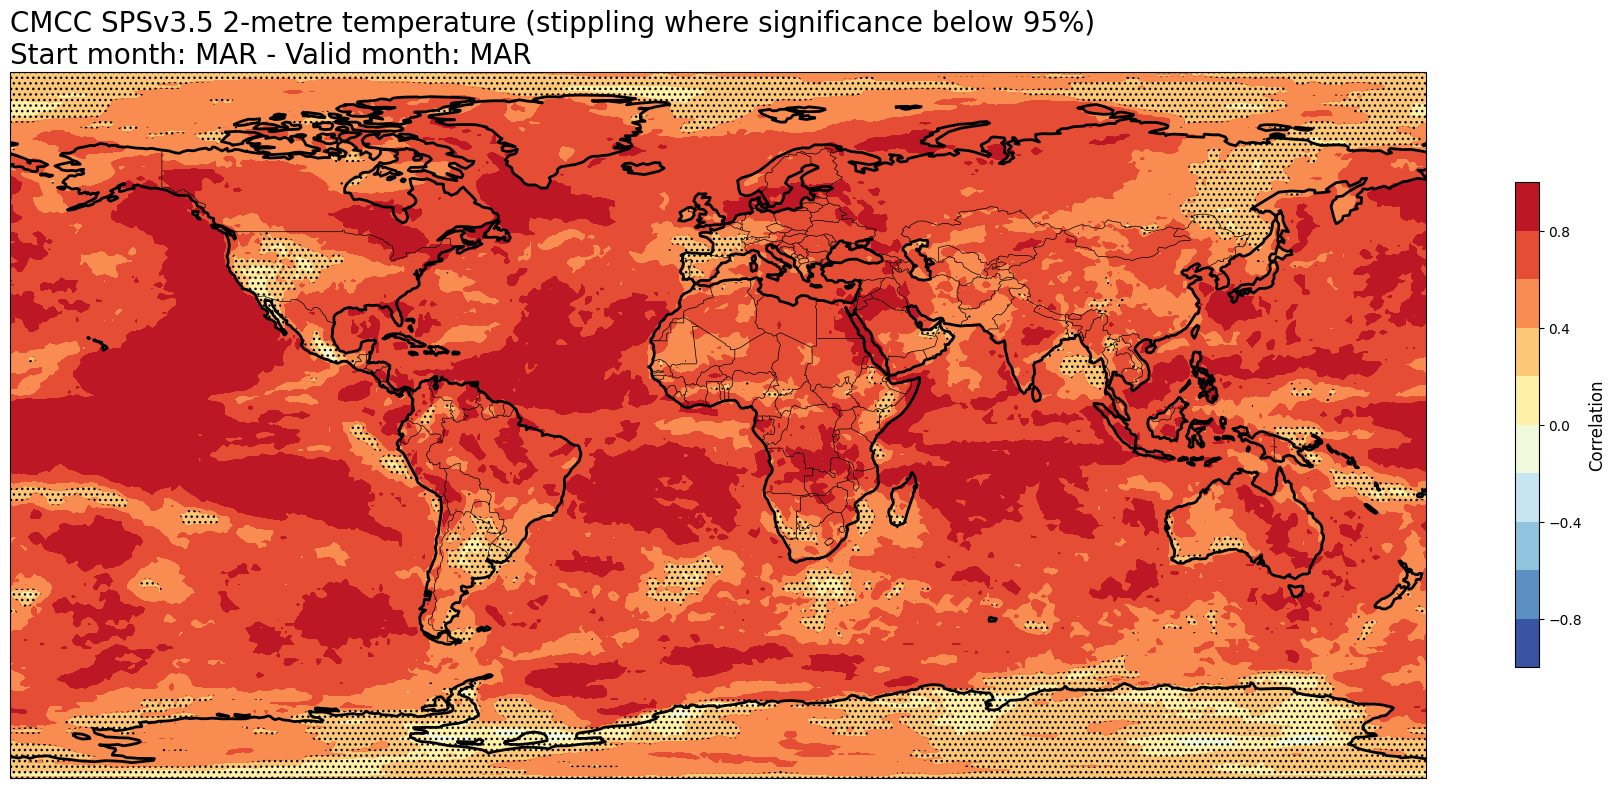 CMCC SPSv3.5 2-metre temperature (stippling where significance below 95%)
Start month: MAR - Valid month: MAR
0.8
0.4
0.0
−0.4
−0.8
Correlation